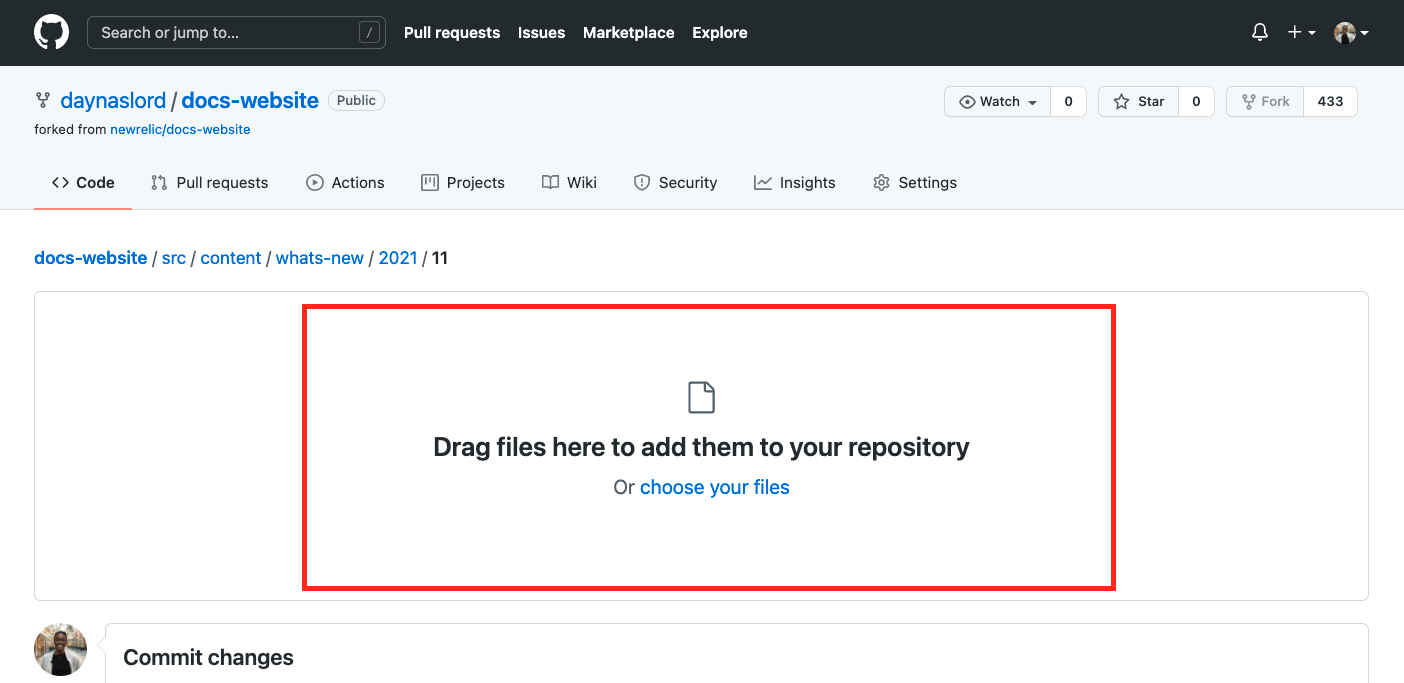 Search or jump to... / Pull requests Issues Marketplace Explore
daynaslord / docs-website Public Watch 0 Star 0 Fork 433
forked from newrelic/docs-website
Code Pull requests Actions Projects Wiki Security Insights Settings
docs-website / src / content / whats-new / 2021 / 11
Drag files here to add them to your repository
Or choose your files
Commit changes